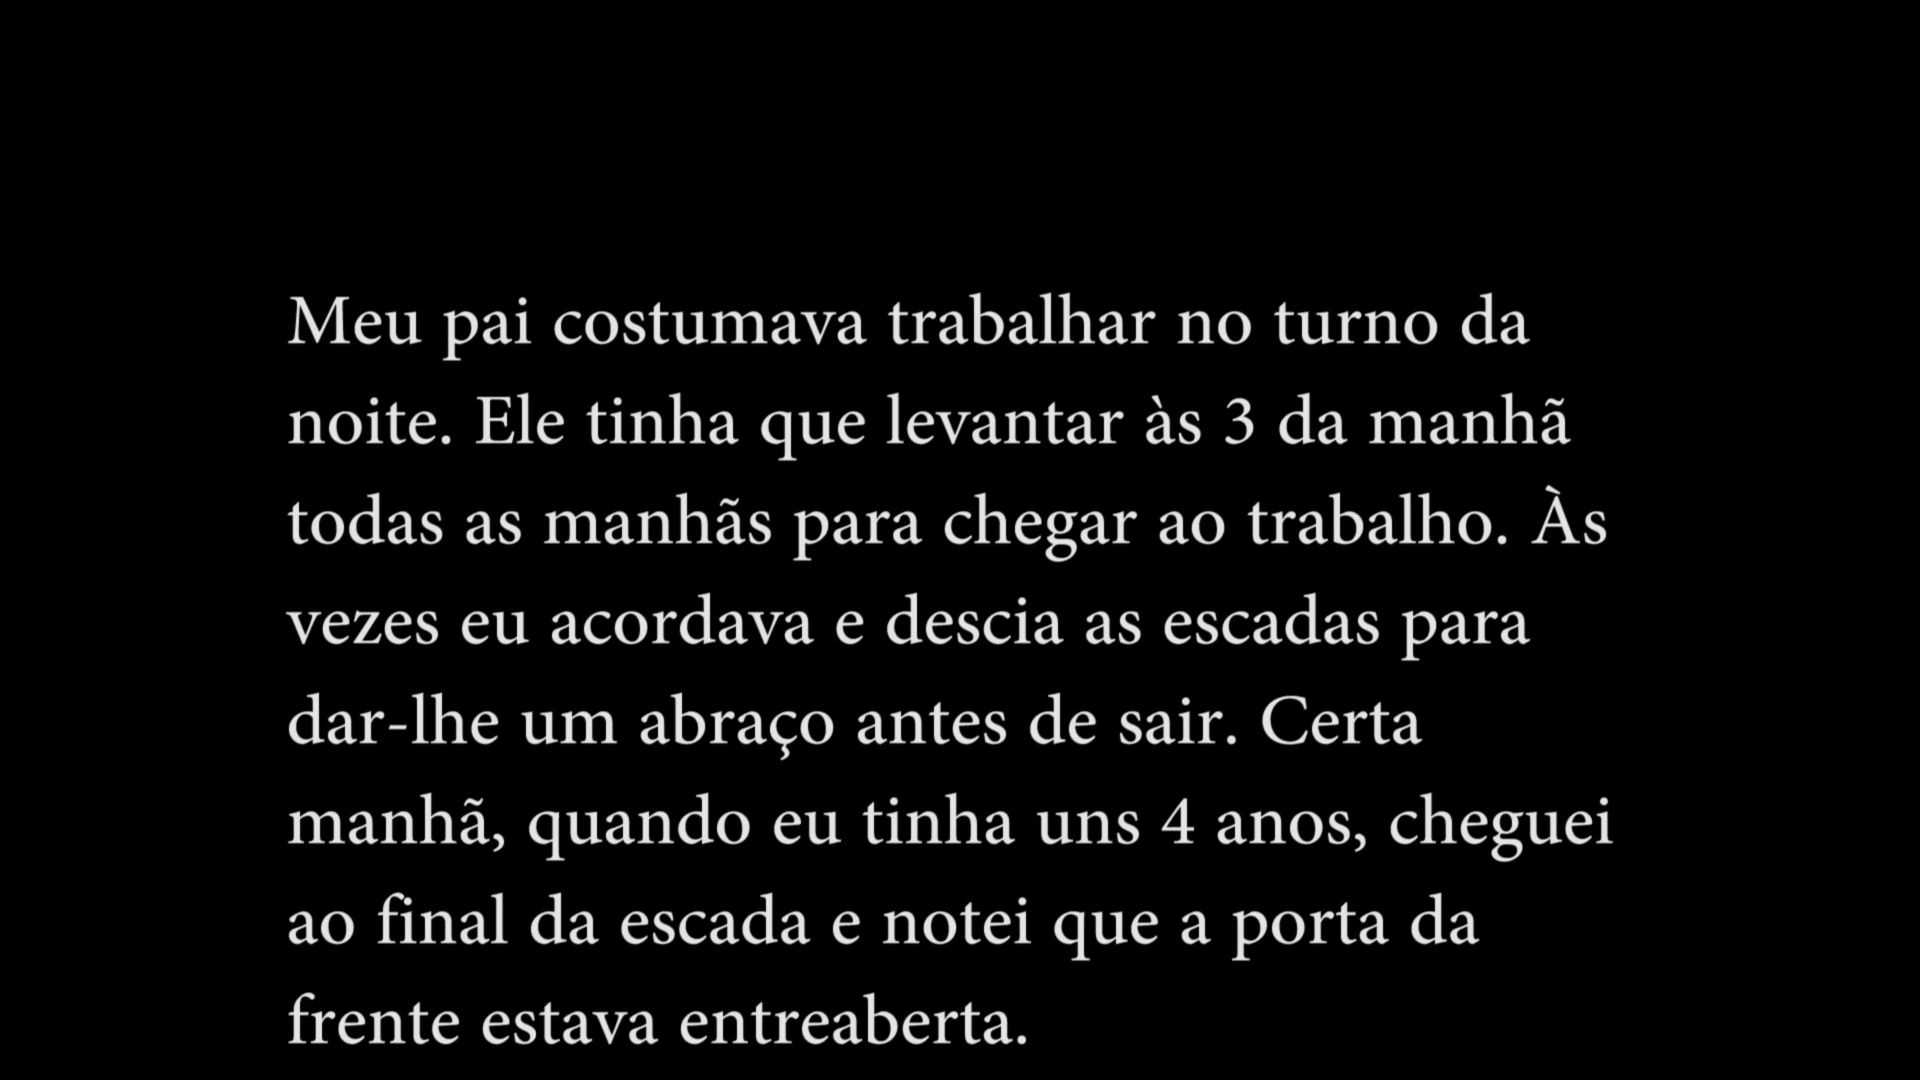 Meu pai costumava trabalhar no turno da
noite. Ele tinha que levantar às 3 da manhã
todas as manhãs para chegar ao trabalho. Às
vezes eu acordava e descia as escadas para
dar-lhe um abraço antes de sair. Certa
manhã, quando eu tinha uns 4 anos, cheguei
ao final da escada e notei que a porta da
frente estava entreaberta.